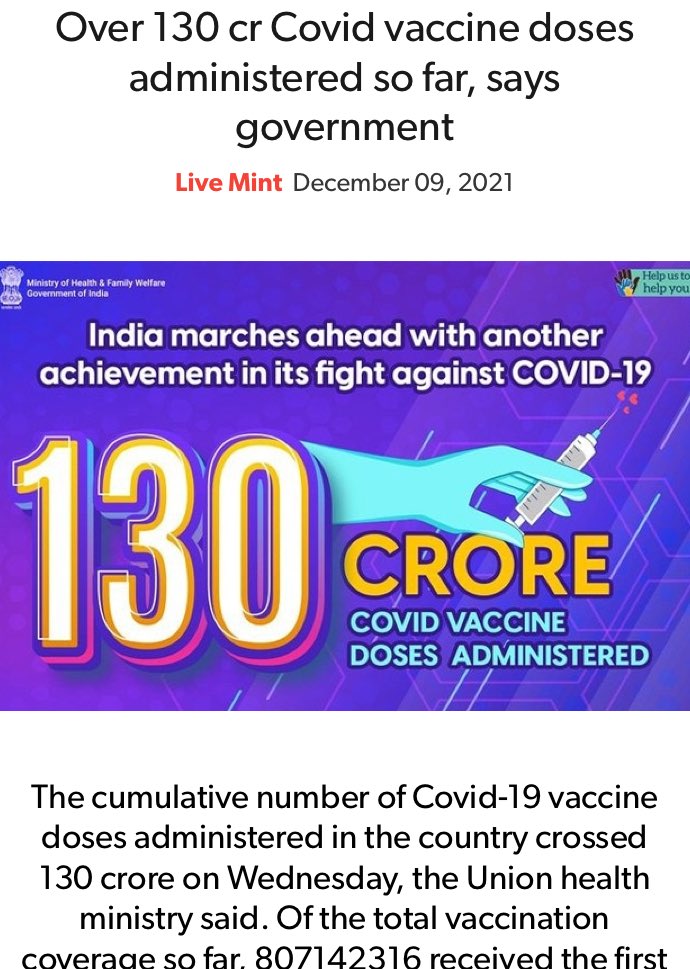 Over 130 cr Covid vaccine doses
administered so far, says
government
Live Mint December 09, 2021
Ministry of Health & Family Welfare
Government of India
Help us to
help you
India marches ahead with another
achievement in its fight against COVID-19
130
CRORE
COVID VACCINE
DOSES ADMINISTERED
The cumulative number of Covid-19 vaccine
doses administered in the country crossed
130 crore on Wednesday, the Union health
ministry said. Of the total vaccination
coverage so far, 807142316 received the first